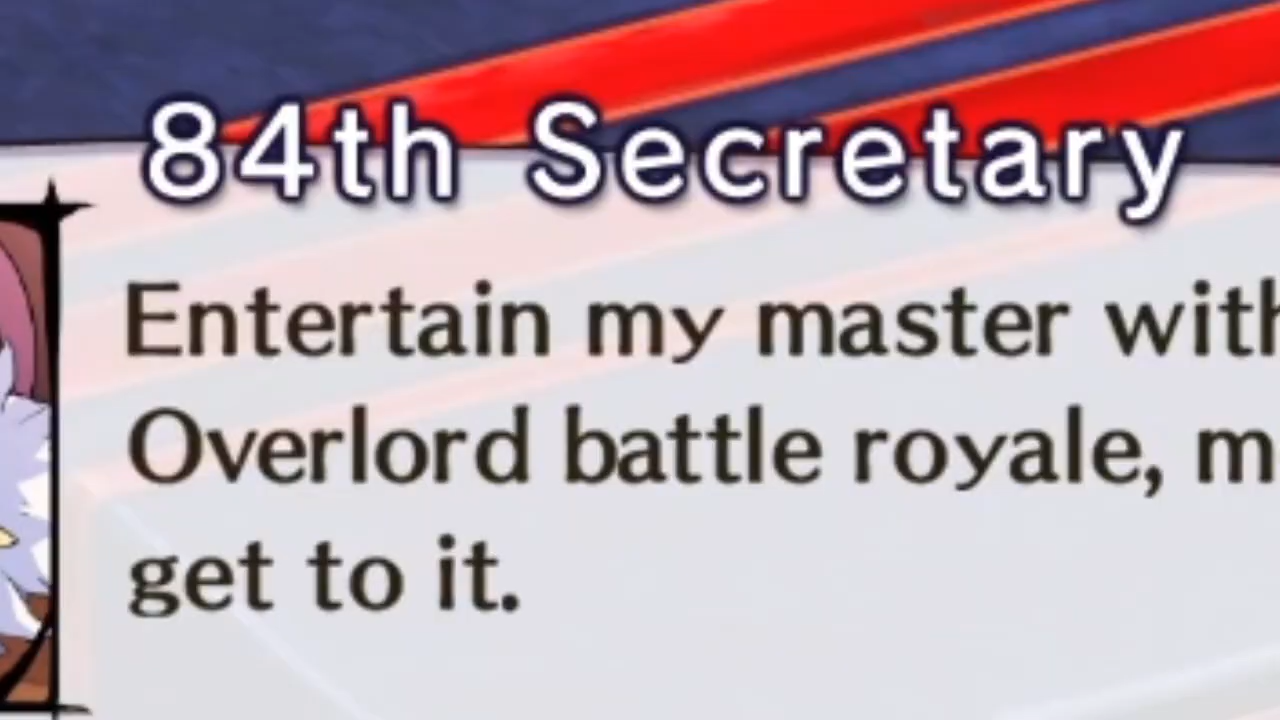 84th Secretary
Entertain my master with
Overlord battle royale,
get to it.